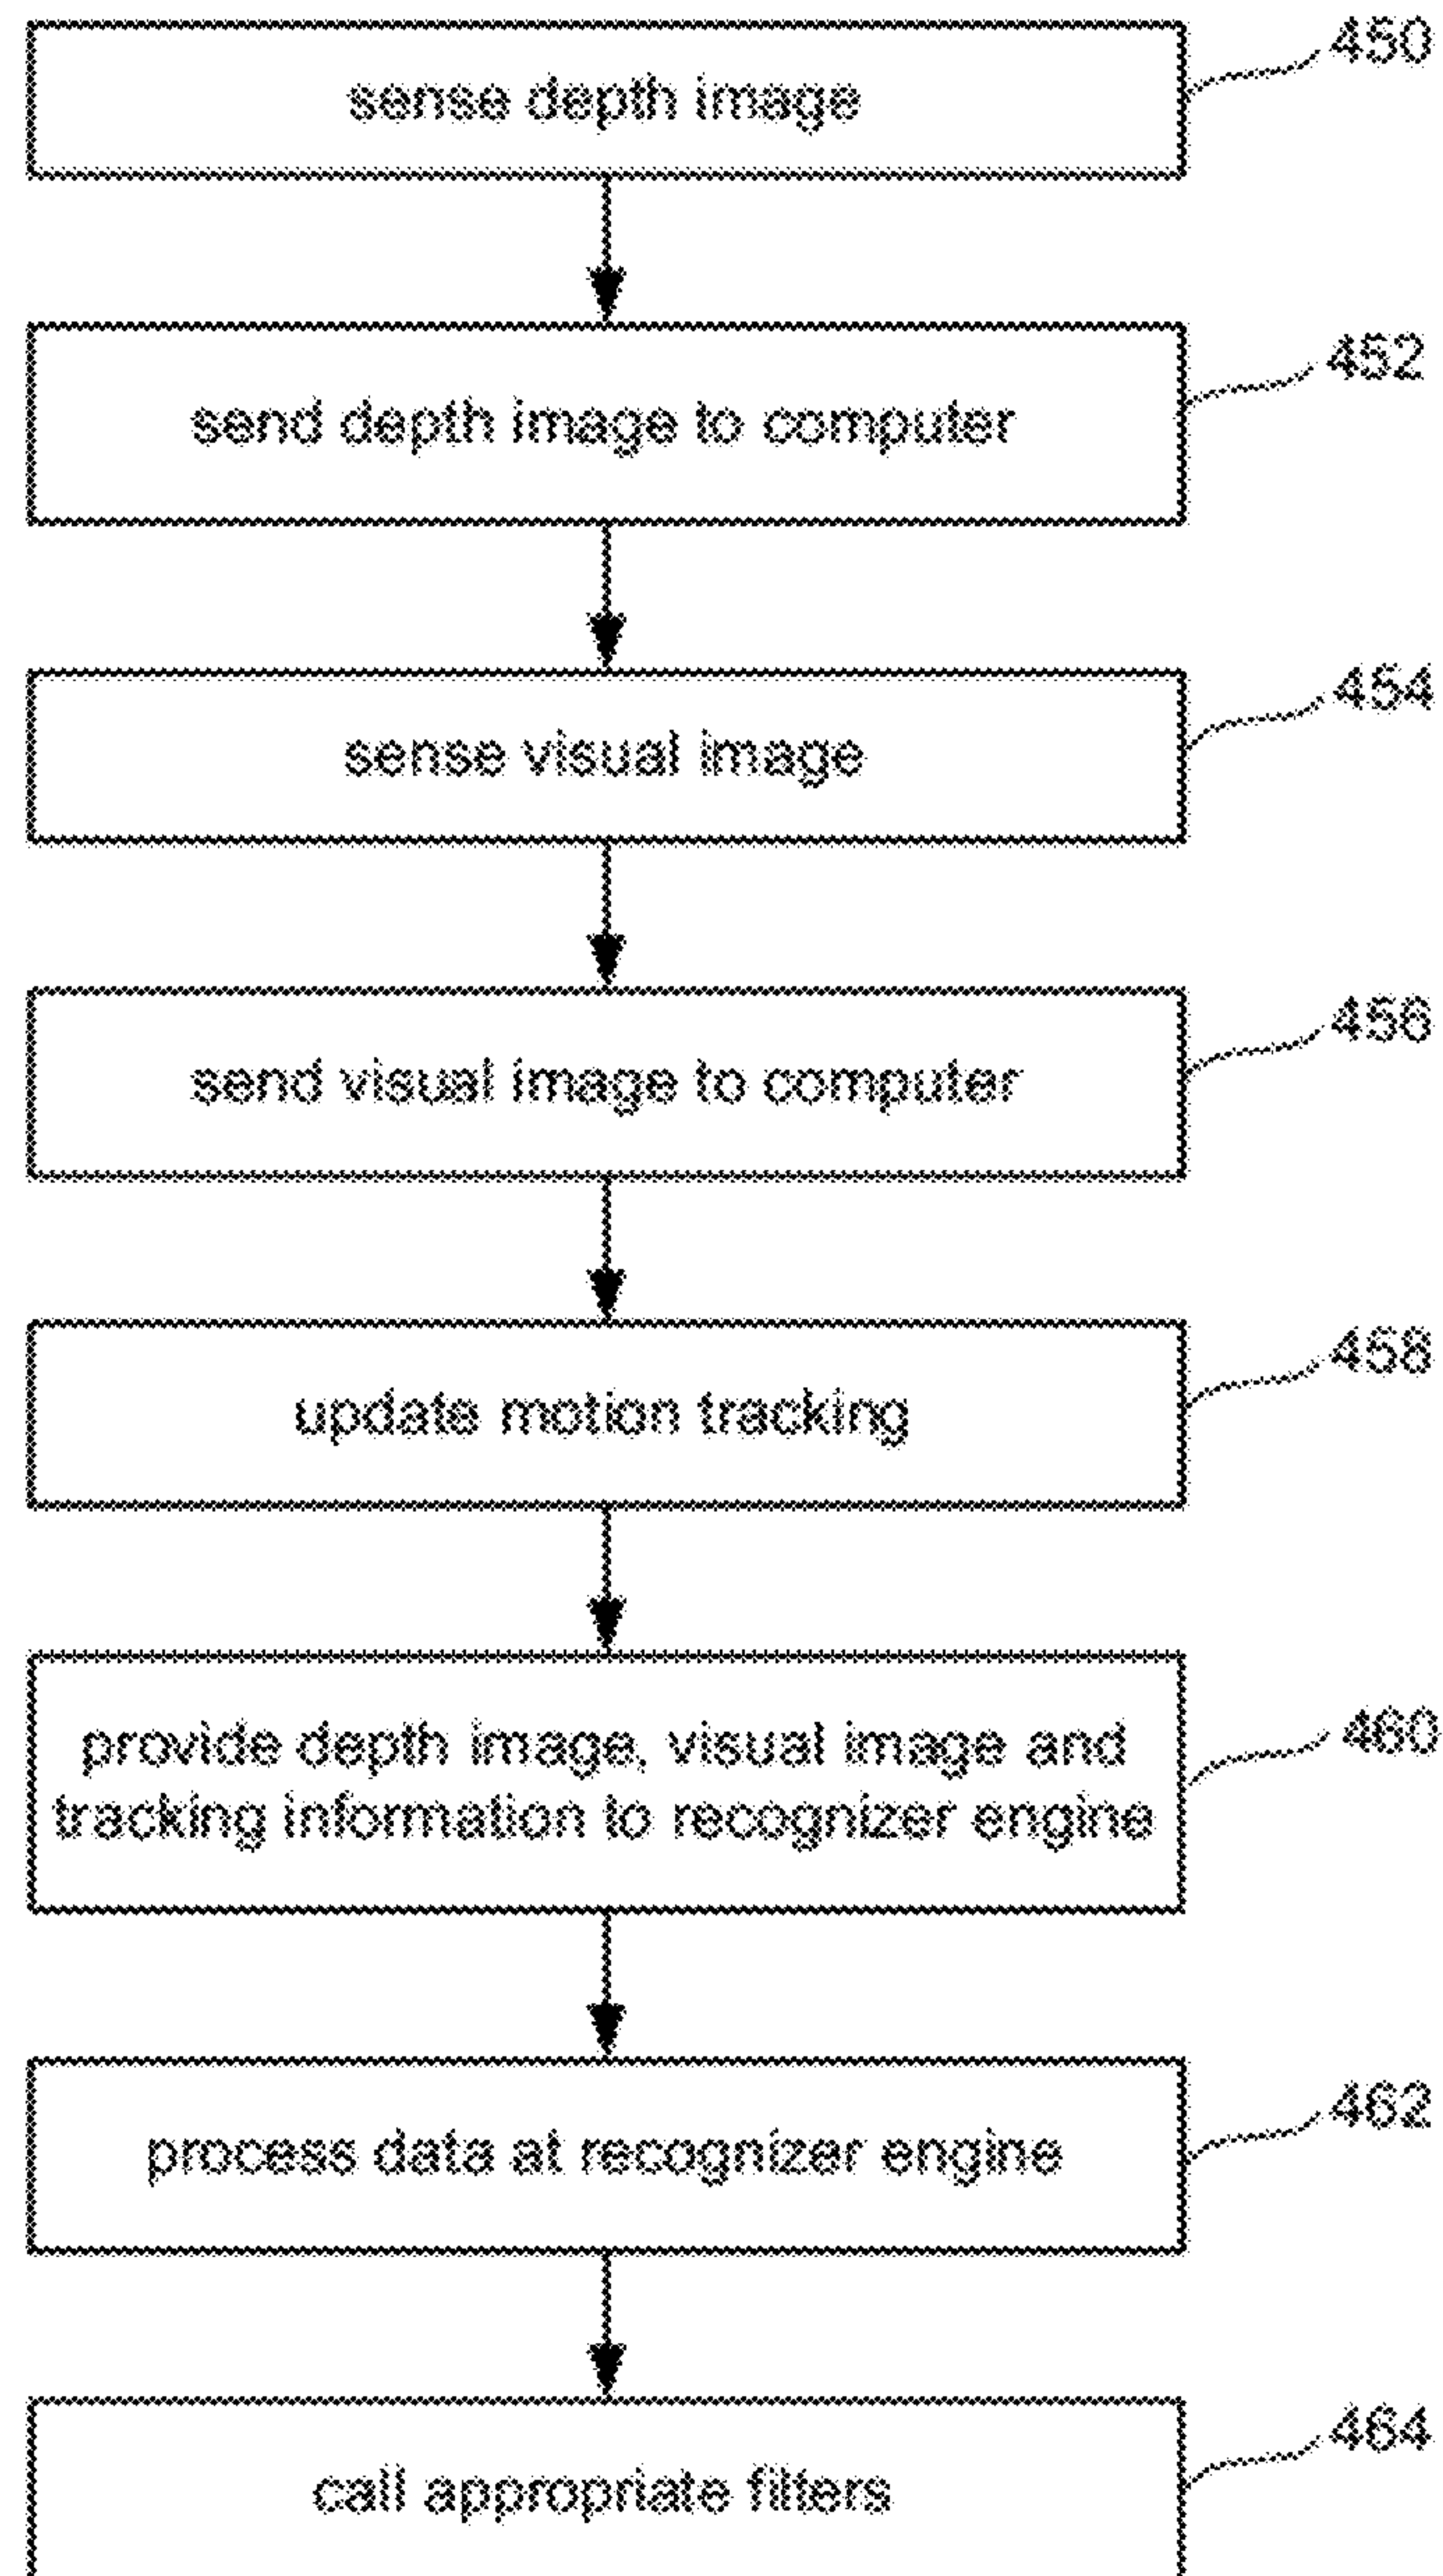 sense depth image
450
send depth image to computer
452
sense visual image
454
send visual image to computer
456
update motion tracking
458
provide depth image, visual image and
tracking information to recognizer engine
460
process data at recognizer engine
462
call appropriate filters
464